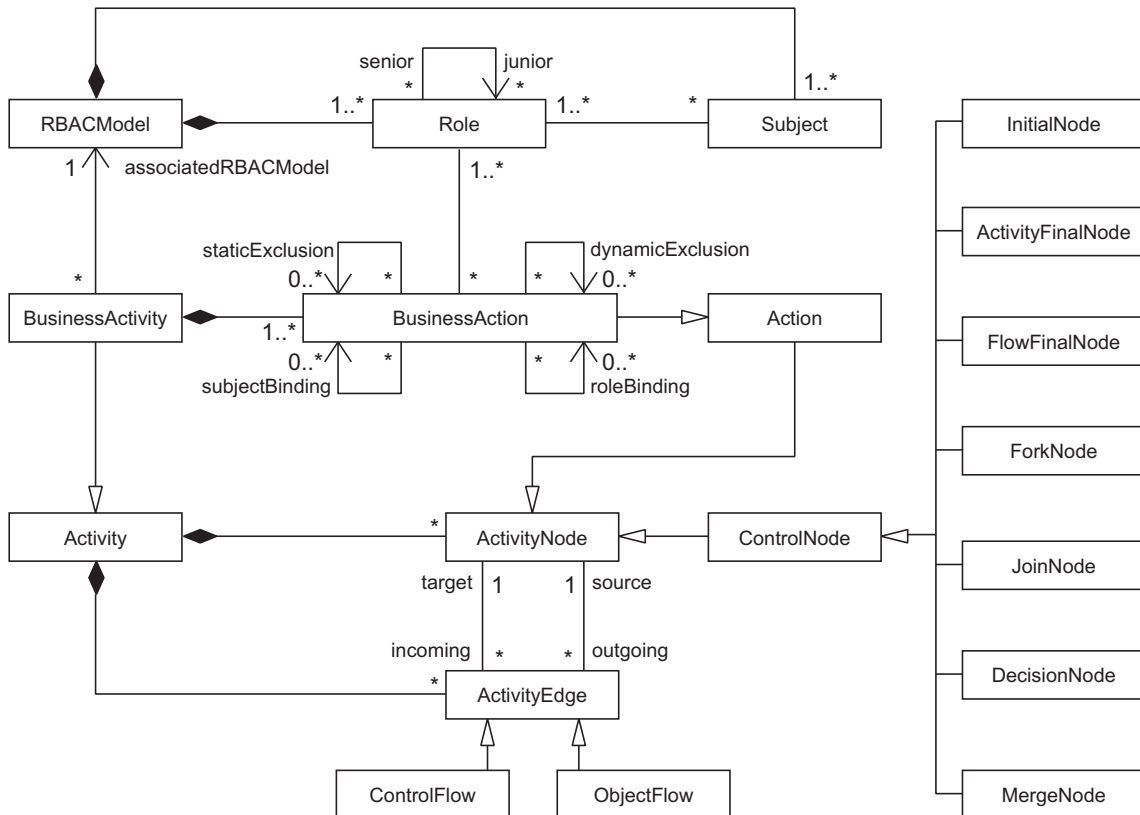 senior
junior
*
*
1..*
1..*
*
1..*
RBACModel
Role
Subject
InitialNode
1
associatedRBACModel
1..*
staticExclusion
dynamicExclusion
ActivityFinalNode
0..*
*
*
*
0..*
*
BusinessActivity
BusinessAction
Action
FlowFinalNode
1..*
0..*
*
*
0..*
subjectBinding
roleBinding
ForkNode
*
Activity
ActivityNode
ControlNode
JoinNode
target
1
1
source
incoming
*
*
outgoing
*
ActivityEdge
DecisionNode
ControlFlow
ObjectFlow
MergeNode